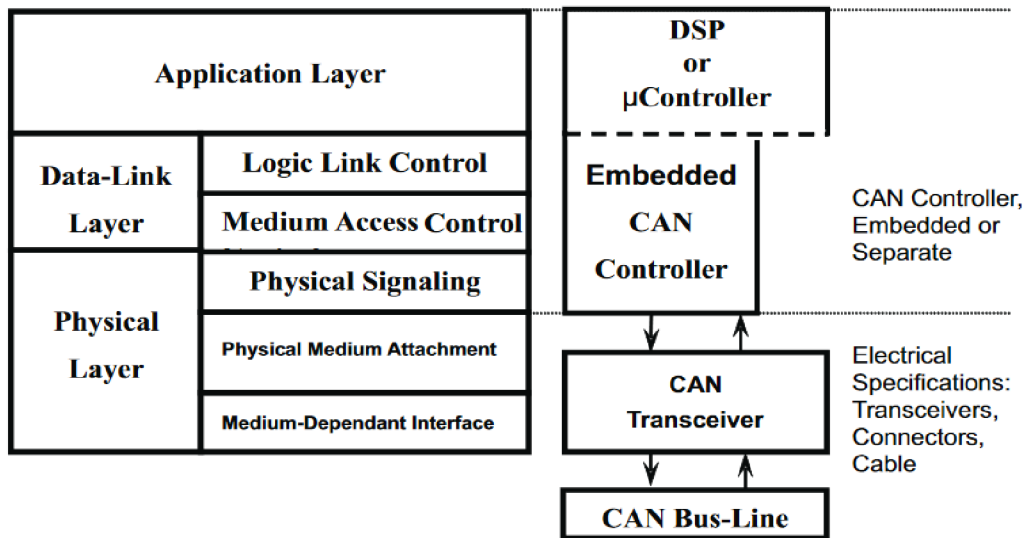 Application Layer
Data-Link
Layer
Logic Link Control
Medium Access Control
Physical
Layer
Physical Signaling
Physical Medium Attachment
Medium-Dependant Interface
DSP
or
µController
Embedded
CAN
Controller
CAN
Transceiver
CAN Bus-Line
CAN Controller,
Embedded or
Separate
Electrical
Specifications:
Transceivers,
Connectors,
Cable